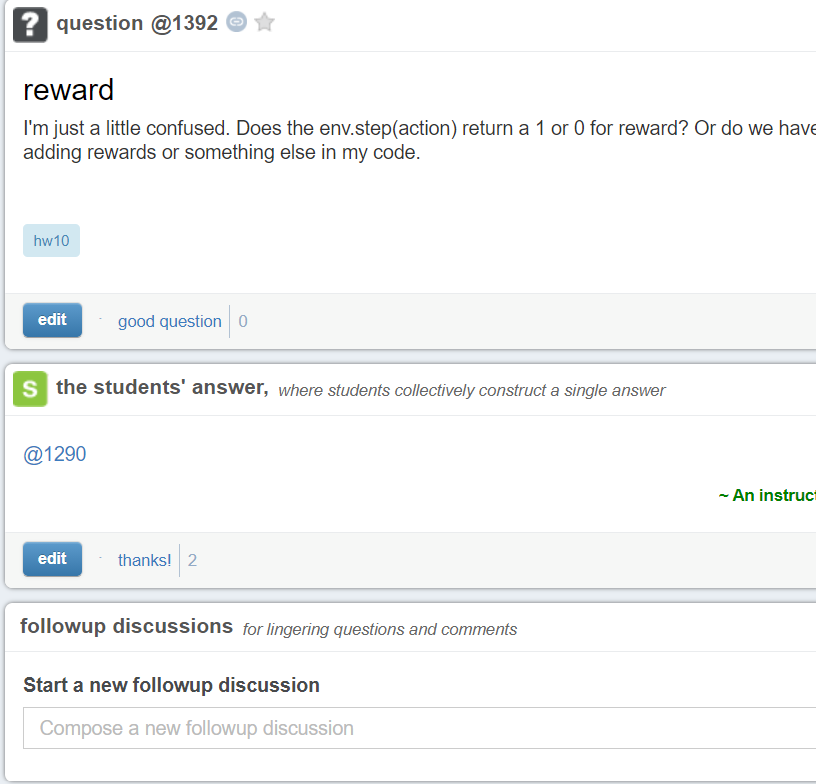 question @1392
reward
I'm just a little confused. Does the env.step(action) return a 1 or 0 for reward? Or do we have
adding rewards or something else in my code.
hw10
edit · good question 0
S the students' answer, where students collectively construct a single answer
@1290
~ An instruct
edit · thanks! 2
followup discussions for lingering questions and comments
Start a new followup discussion
Compose a new followup discussion